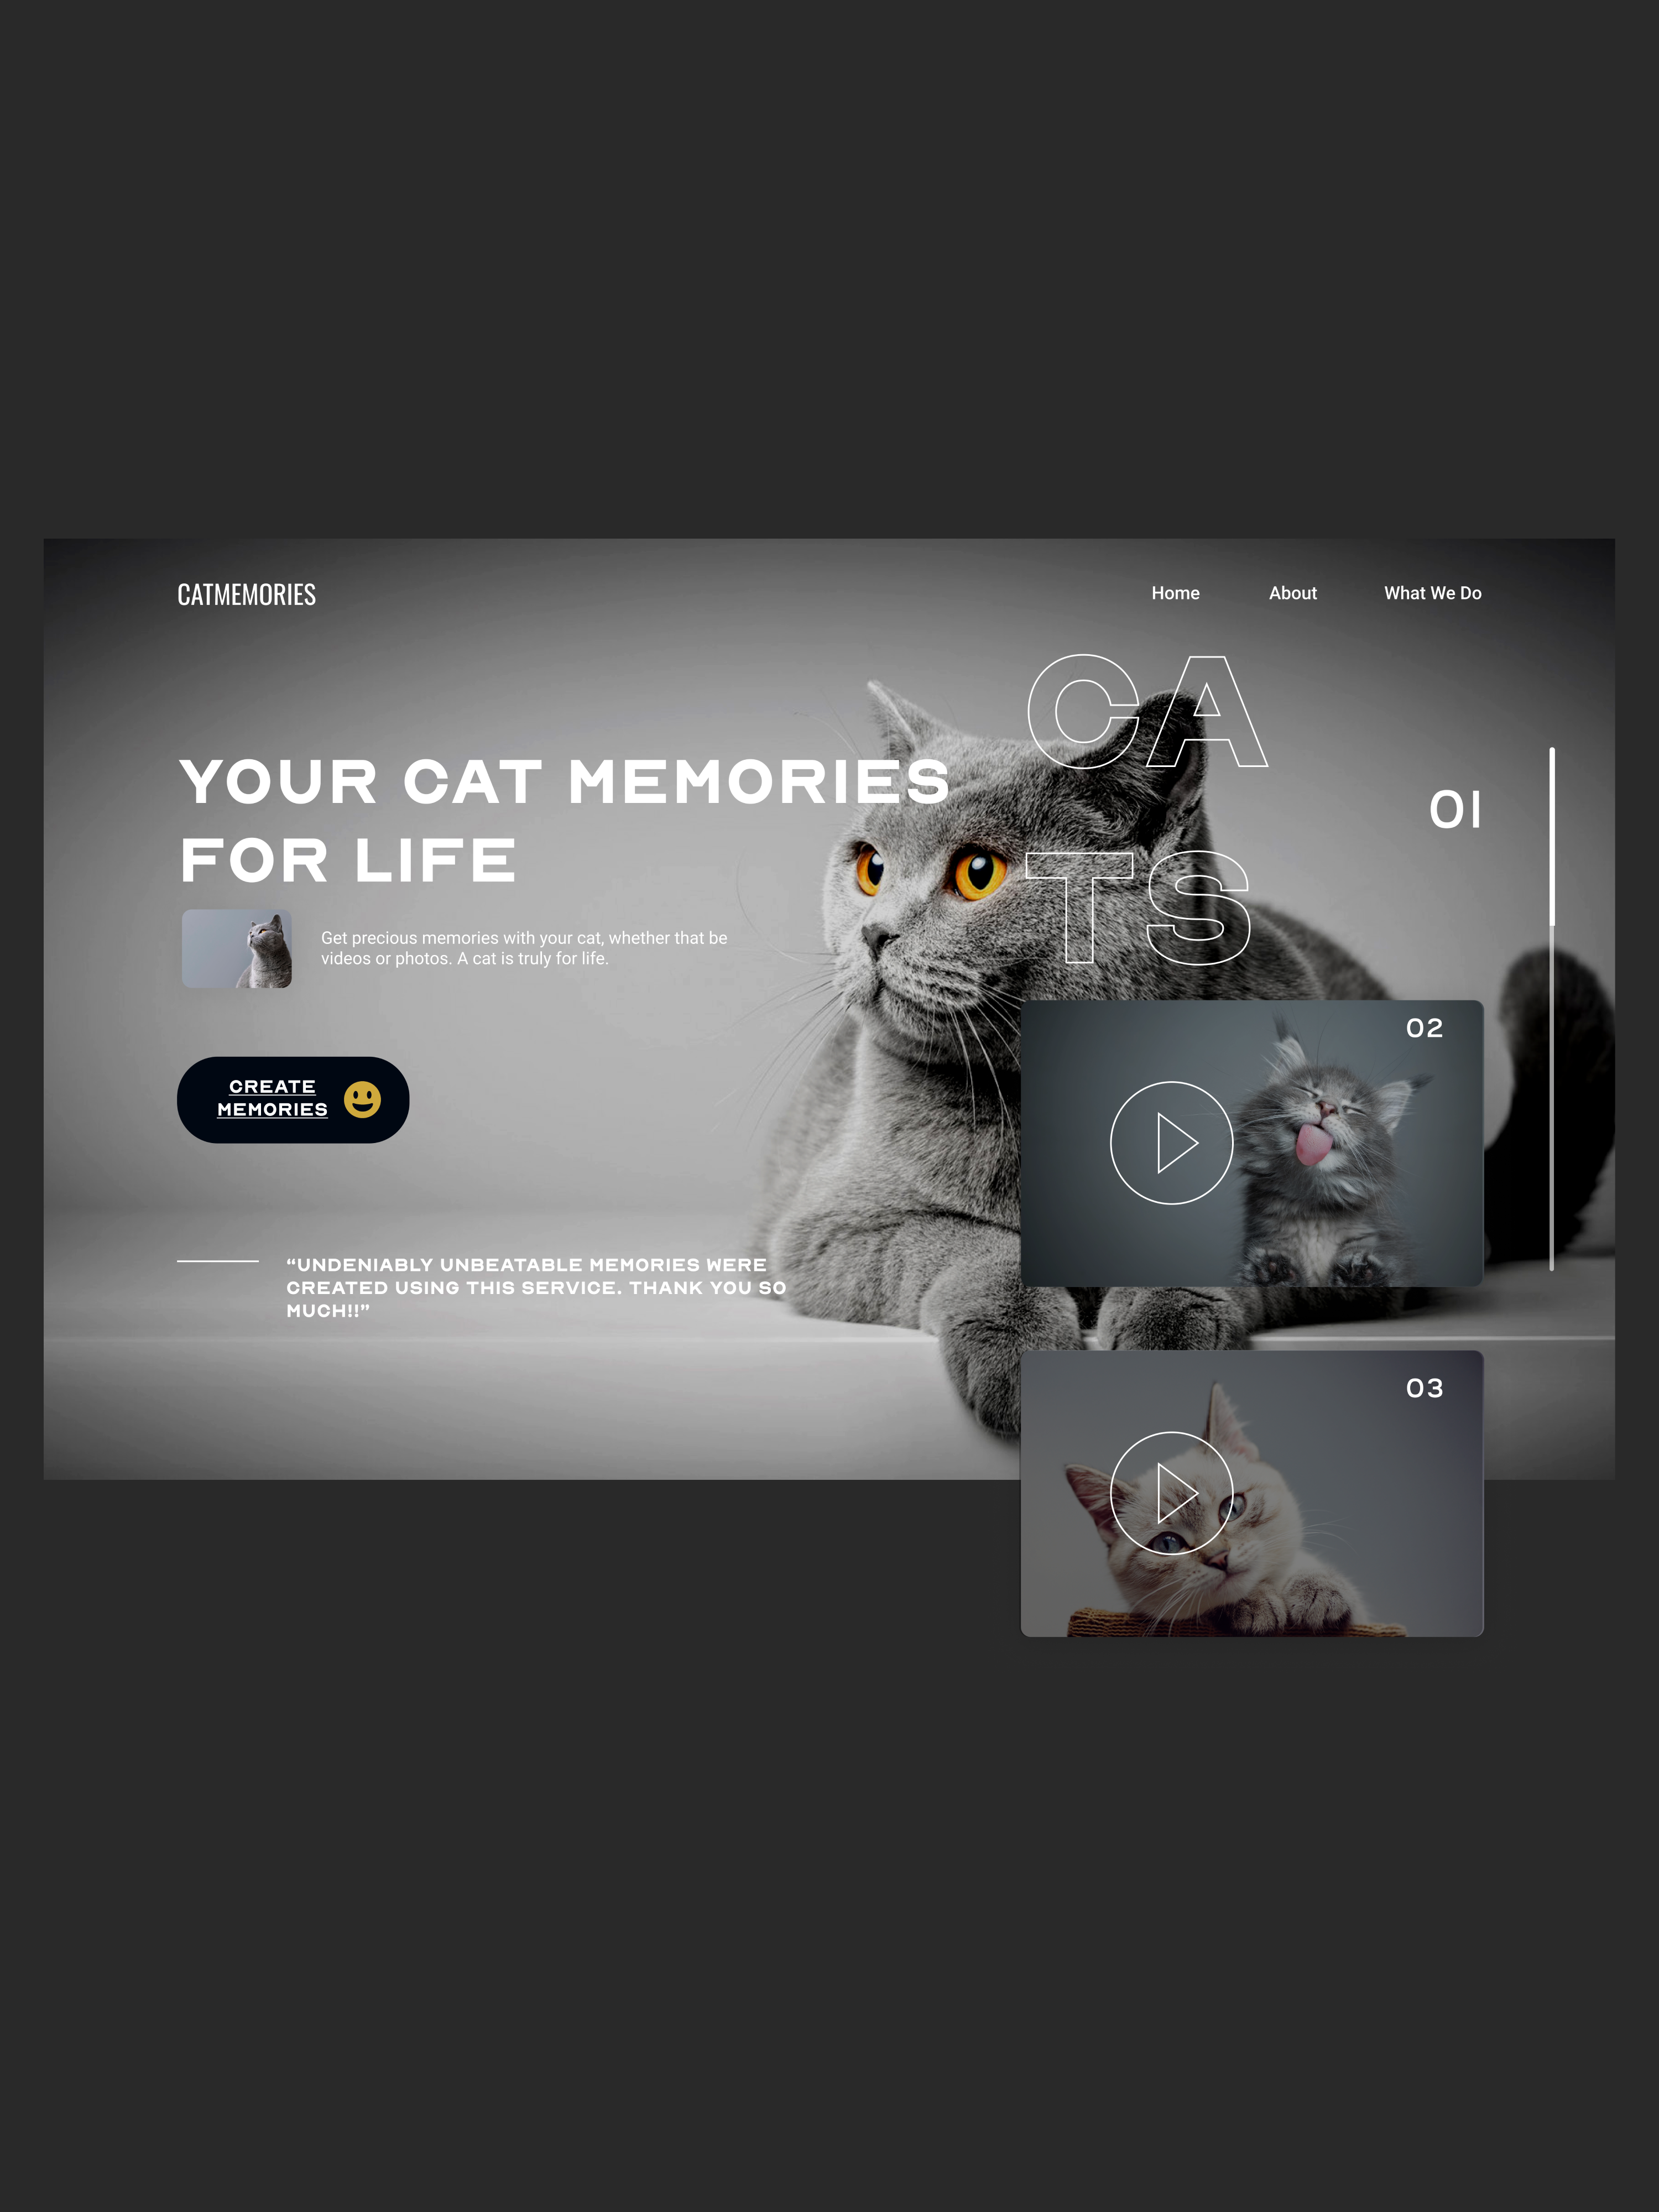 CATMEMORIES
Home
About
What We Do
CA
TS
01
YOUR CAT MEMORIES
FOR LIFE
Get precious memories with your cat, whether that be
videos or photos. A cat is truly for life.
CREATE
MEMORIES
02
“UNDENIABLY UNBEATABLE MEMORIES WERE
CREATED USING THIS SERVICE. THANK YOU SO
MUCH!!”
03